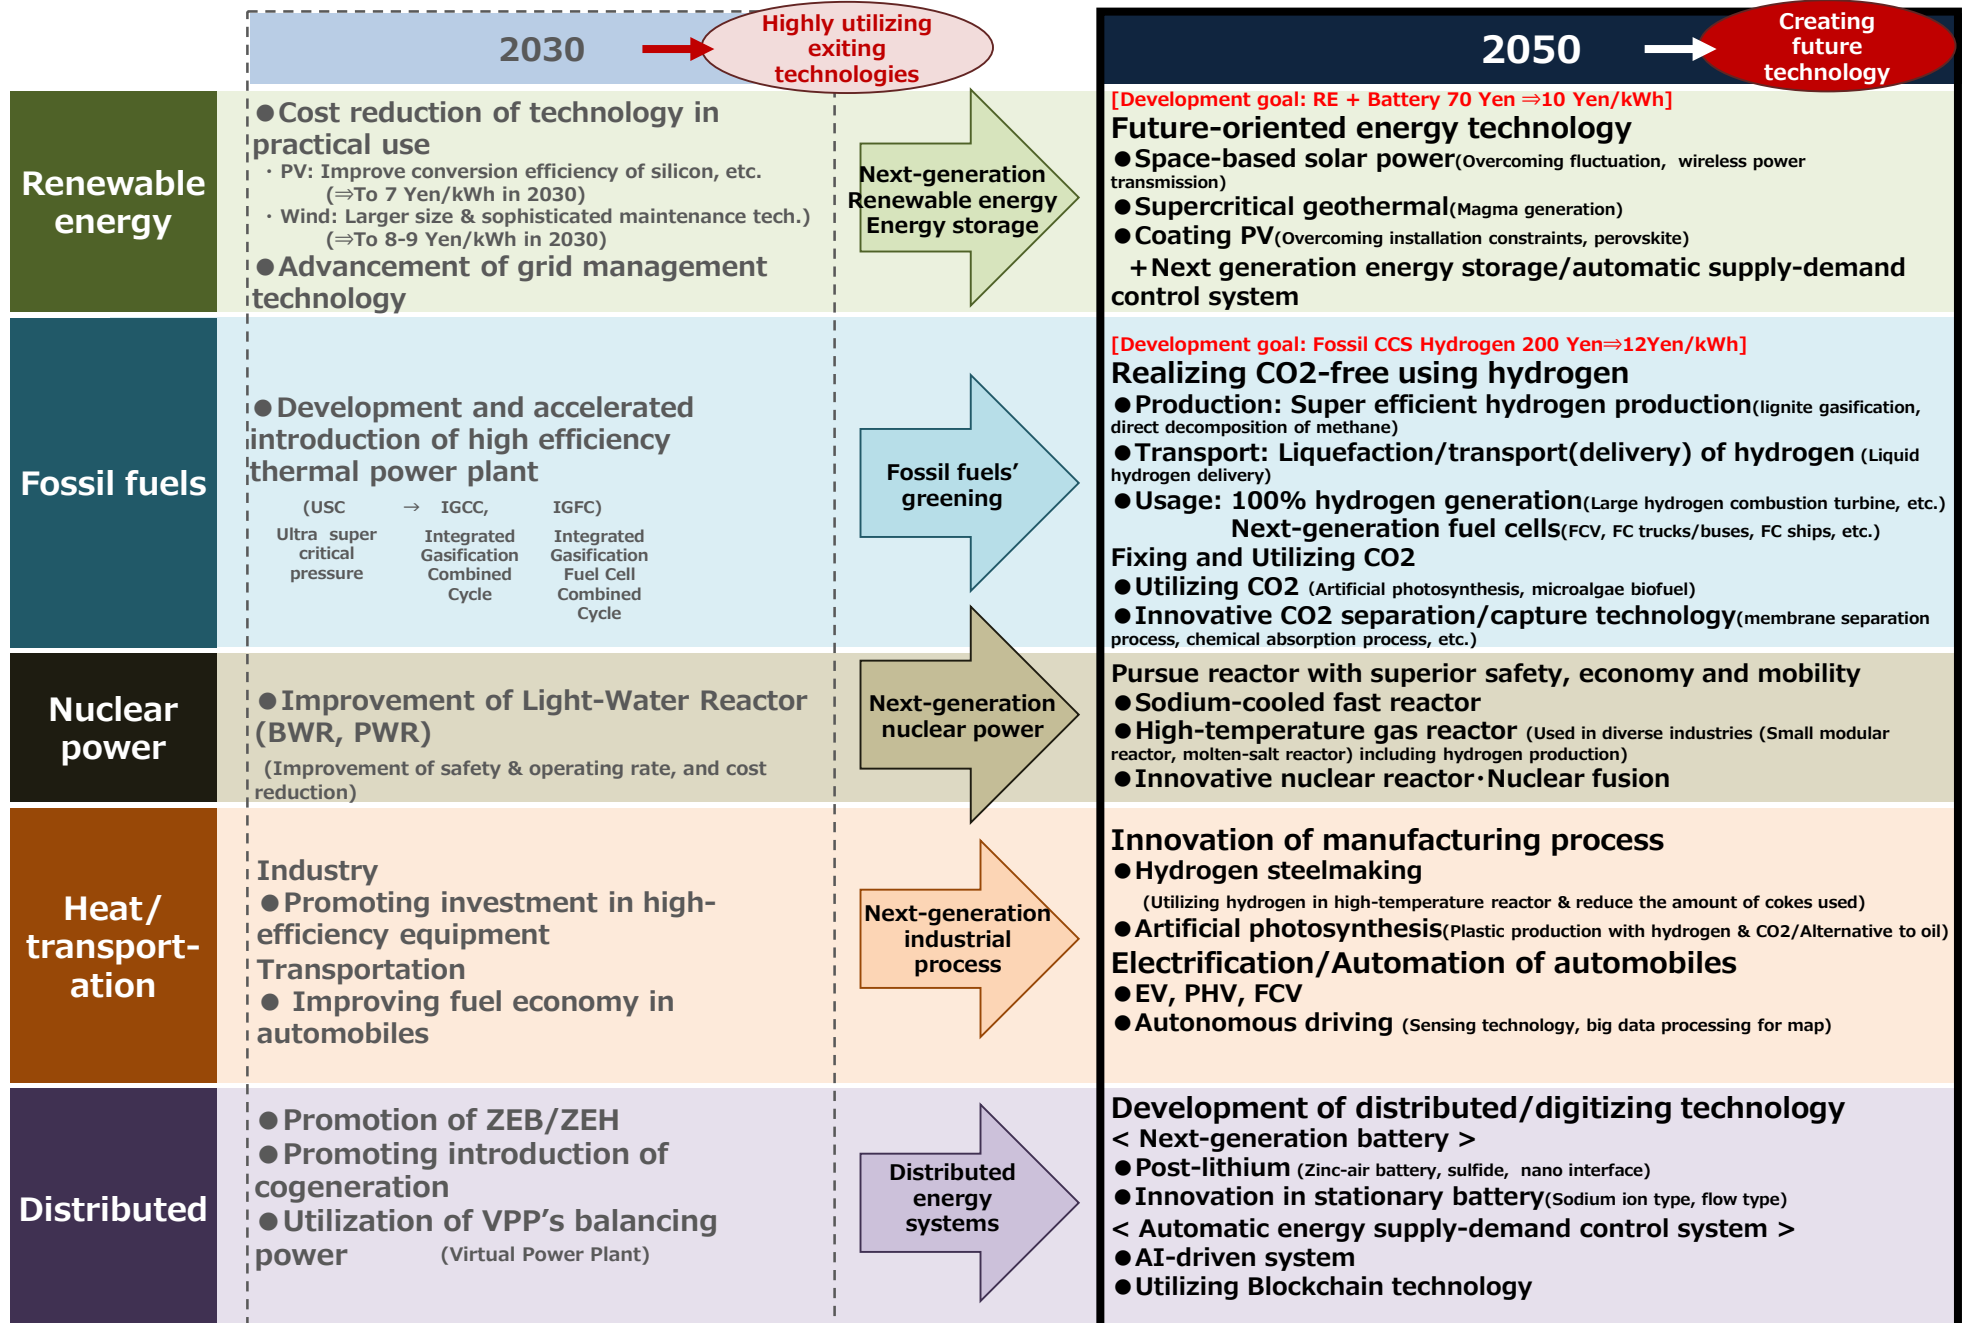 2030
Highly utilizing
exiting
technologies
2050
Creating
future
technology
Renewable
energy
●Cost reduction of technology in
practical use
・PV: Improve conversion efficiency of silicon, etc.
(⇒To 7 Yen/kWh in 2030)
・Wind: Larger size & sophisticated maintenance tech.)
(⇒To 8-9 Yen/kWh in 2030)
●Advancement of grid management
technology
Next-generation
Renewable energy
Energy storage
[Development goal: RE + Battery 70 Yen ⇒10 Yen/kWh]
Future-oriented energy technology
●Space-based solar power(Overcoming fluctuation, wireless power
transmission)
●Supercritical geothermal(Magma generation)
●Coating PV(Overcoming installation constraints, perovskite)
+Next generation energy storage/automatic supply-demand
control system
Fossil fuels
●Development and accelerated
introduction of high efficiency
thermal power plant
(USC → IGCC, IGFC)
Ultra super
critical
pressure
Integrated
Gasification
Combined
Cycle
Integrated
Gasification
Fuel Cell
Combined
Cycle
Fossil fuels’
greening
[Development goal: Fossil CCS Hydrogen 200 Yen⇒12Yen/kWh]
Realizing CO2-free using hydrogen
●Production: Super efficient hydrogen production(lignite gasification,
direct decomposition of methane)
●Transport: Liquefaction/transport(delivery) of hydrogen (Liquid
hydrogen delivery)
●Usage: 100% hydrogen generation(Large hydrogen combustion turbine, etc.)
Next-generation fuel cells(FCV, FC trucks/buses, FC ships, etc.)
Fixing and Utilizing CO2
●Utilizing CO2 (Artificial photosynthesis, microalgae biofuel)
●Innovative CO2 separation/capture technology(membrane separation
process, chemical absorption process, etc.)
Nuclear
power
●Improvement of Light-Water Reactor
(BWR, PWR)
(Improvement of safety & operating rate, and cost
reduction)
Next-generation
nuclear power
Pursue reactor with superior safety, economy and mobility
●Sodium-cooled fast reactor
●High-temperature gas reactor (Used in diverse industries (Small modular
reactor, molten-salt reactor) including hydrogen production)
●Innovative nuclear reactor・Nuclear fusion
Heat/
transport-
ation
Industry
●Promoting investment in high-
efficiency equipment
Transportation
● Improving fuel economy in
automobiles
Next-generation
industrial
process
Innovation of manufacturing process
●Hydrogen steelmaking
(Utilizing hydrogen in high-temperature reactor & reduce the amount of cokes used)
●Artificial photosynthesis(Plastic production with hydrogen & CO2/Alternative to oil)
Electrification/Automation of automobiles
●EV, PHV, FCV
●Autonomous driving (Sensing technology, big data processing for map)
Distributed
●Promotion of ZEB/ZEH
●Promoting introduction of
cogeneration
●Utilization of VPP’s balancing
power (Virtual Power Plant)
Distributed
energy
systems
Development of distributed/digitizing technology
< Next-generation battery >
●Post-lithium (Zinc-air battery, sulfide, nano interface)
●Innovation in stationary battery(Sodium ion type, flow type)
< Automatic energy supply-demand control system >
●AI-driven system
●Utilizing Blockchain technology